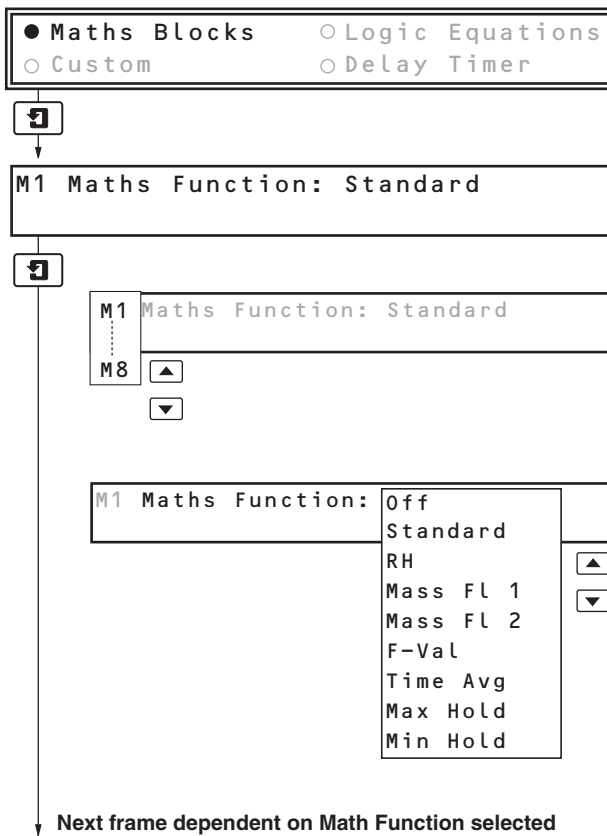 Maths Blocks Logic Equations
Custom Delay Timer
M1 Maths Function: Standard
M1 Maths Function: Standard
M8
M1 Maths Function: Off
Standard
RH
Mass Fl 1
Mass Fl 2
F-Val
Time Avg
Max Hold
Min Hold
Next frame dependent on Math Function selected